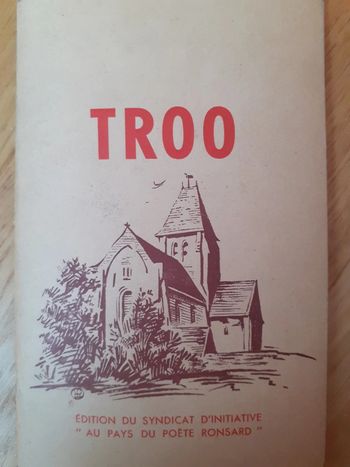 TROO
ÉDITION DU SYNDICAT D'INITIATIVE
" AU PAYS DU POÈTE RONSARD "